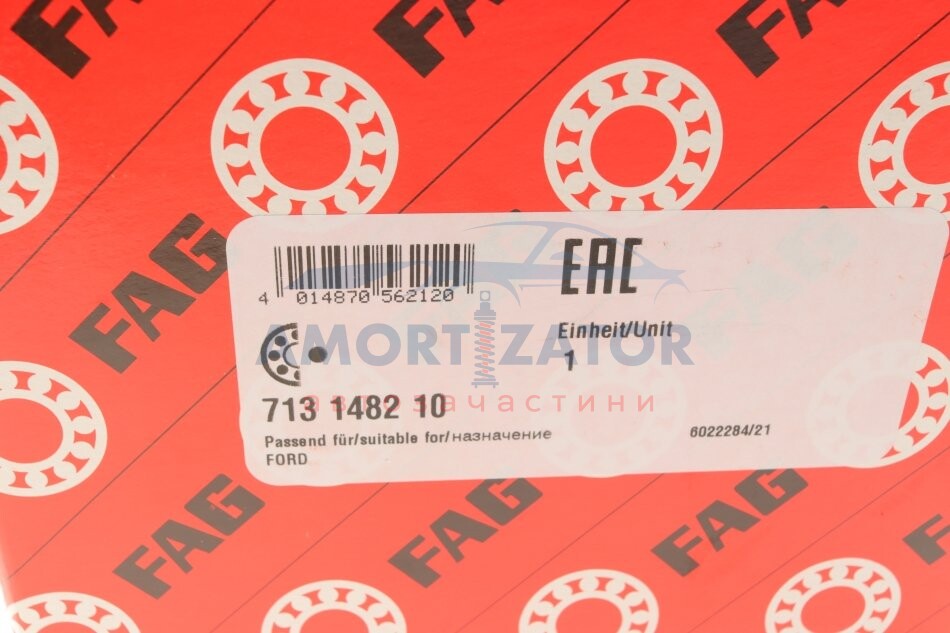 FAG
FAG
FAG
FAG
EAC
4 014870 562120
Einheit/Unit
1
AMORTIZATOR
автозапчастини
713 1482 10
Passend für/suitable for/назначение
FORD
6022284/21
FAG
FAG
FAG
FAG